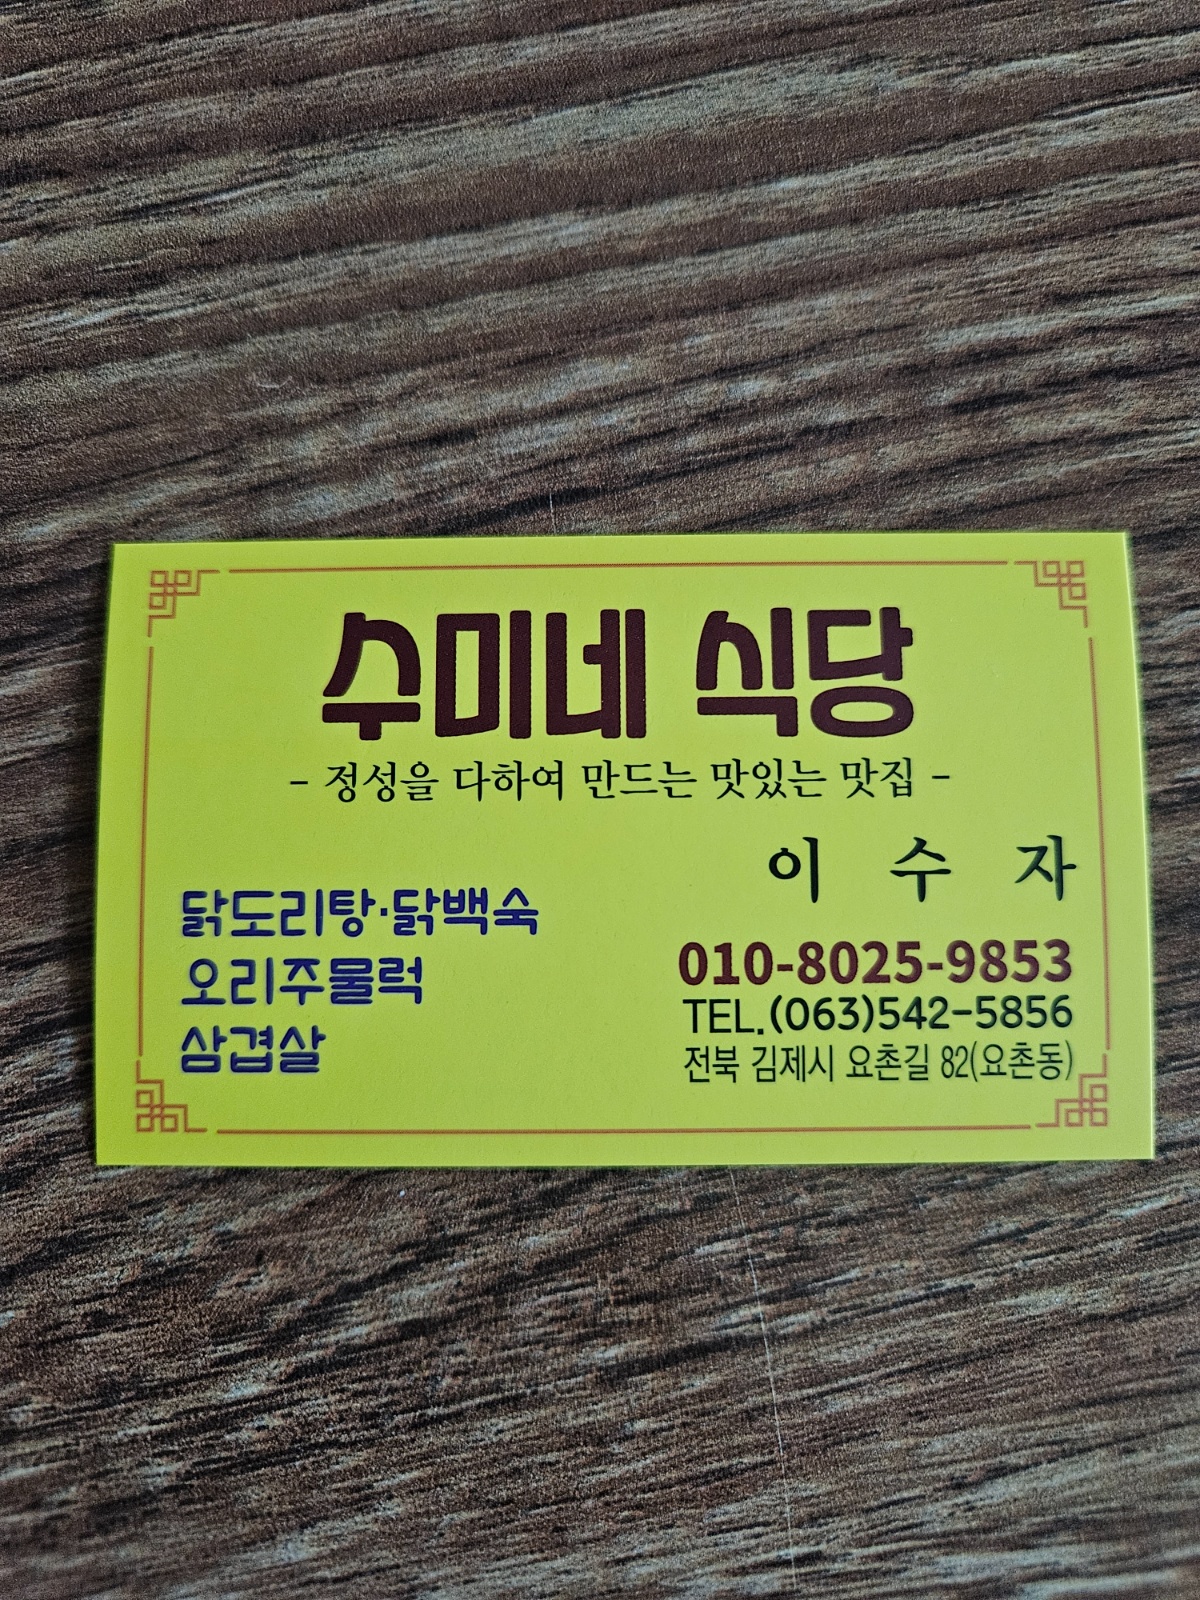 수미네 식당
- 정성을 다하여 만드는 맛있는 맛집 -
이 수 자
닭도리탕·닭백숙
오리주물럭
삼겹살
010-8025-9853
TEL.(063)542-5856
전북 김제시 요촌길 82(요촌동)